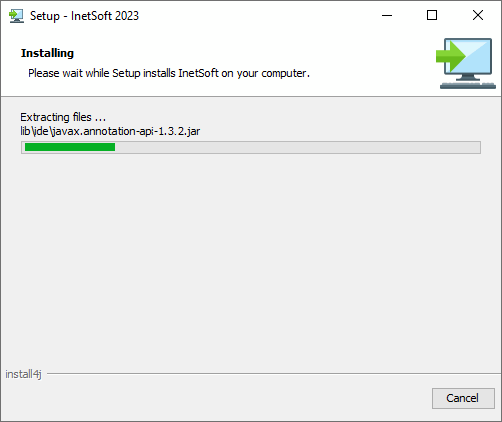 Setup - InetSoft 2023
Installing
Please wait while Setup installs InetSoft on your computer.
Extracting files ...
lib\ide\javax.annotation-api-1.3.2.jar
install4j
Cancel